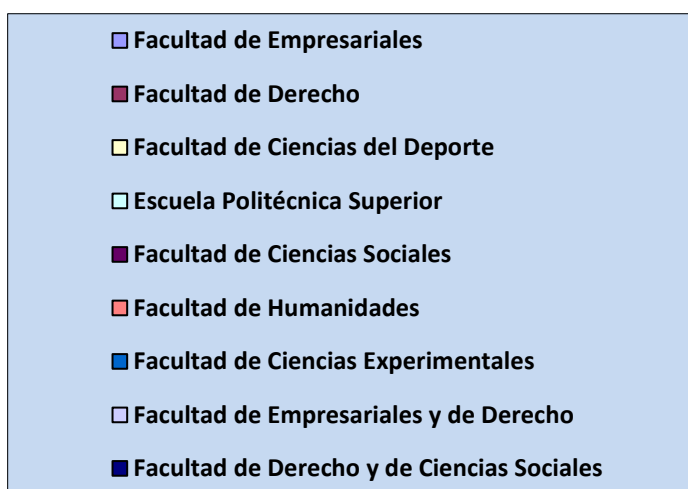 Facultad de Empresariales
Facultad de Derecho
Facultad de Ciencias del Deporte
Escuela Politécnica Superior
Facultad de Ciencias Sociales
Facultad de Humanidades
Facultad de Ciencias Experimentales
Facultad de Empresariales y de Derecho
Facultad de Derecho y de Ciencias Sociales